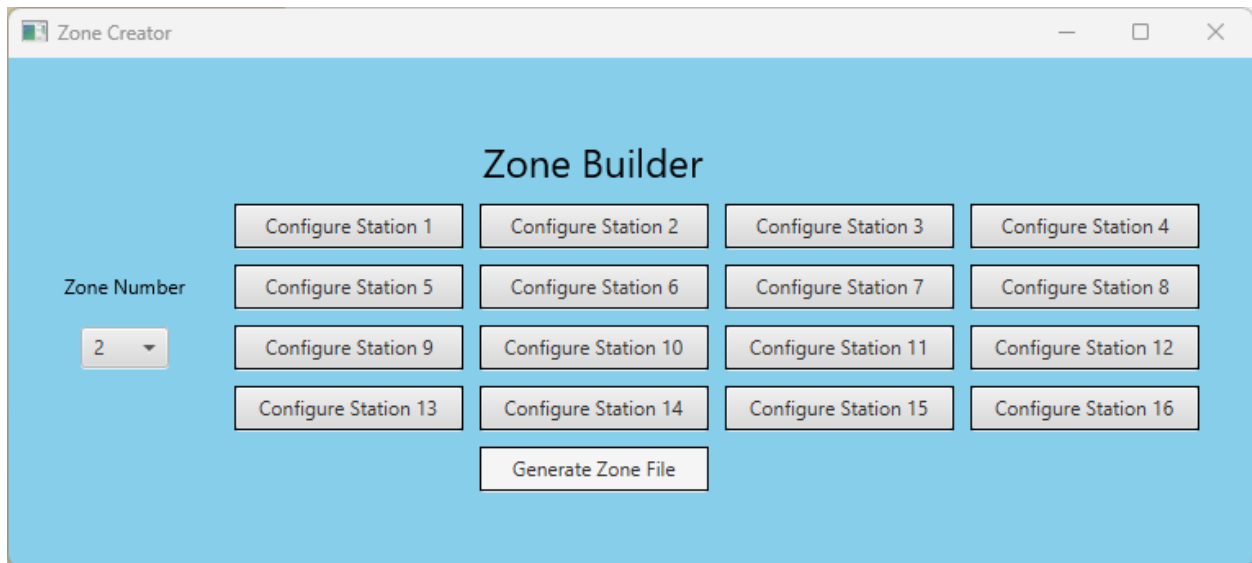 Zone Creator
Zone Builder
Configure Station 1 Configure Station 2 Configure Station 3 Configure Station 4
Zone Number Configure Station 5 Configure Station 6 Configure Station 7 Configure Station 8
2 Configure Station 9 Configure Station 10 Configure Station 11 Configure Station 12
Configure Station 13 Configure Station 14 Configure Station 15 Configure Station 16
Generate Zone File